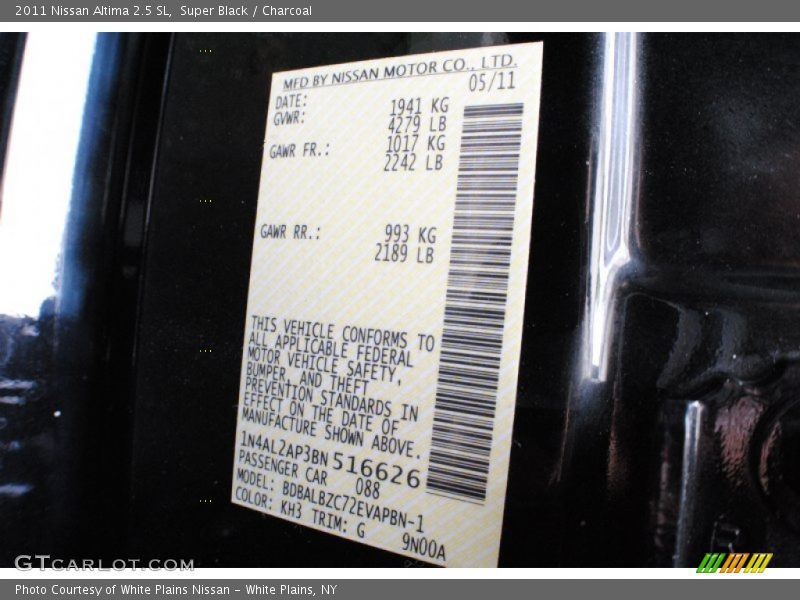 2011 Nissan Altima 2.5 SL,  Super Black / Charcoal
MFD BY NISSAN MOTOR CO., LTD.
DATE: 05/11
GVWR: 1941 KG
4279 LB
GAWR FR.: 1017 KG
2242 LB
GAWR RR.: 993 KG
2189 LB
THIS VEHICLE CONFORMS TO
ALL APPLICABLE FEDERAL
MOTOR VEHICLE SAFETY,
BUMPER, AND THEFT
PREVENTION STANDARDS IN
EFFECT ON THE DATE OF
MANUFACTURE SHOWN ABOVE.
1N4AL2AP3BN 516626
PASSENGER CAR 088
MODEL: BDBALBZC72EVAPBN-1
COLOR: KH3 TRIM: G 9N00A
GTCARLOT.COM
Photo Courtesy of White Plains Nissan - White Plains, NY